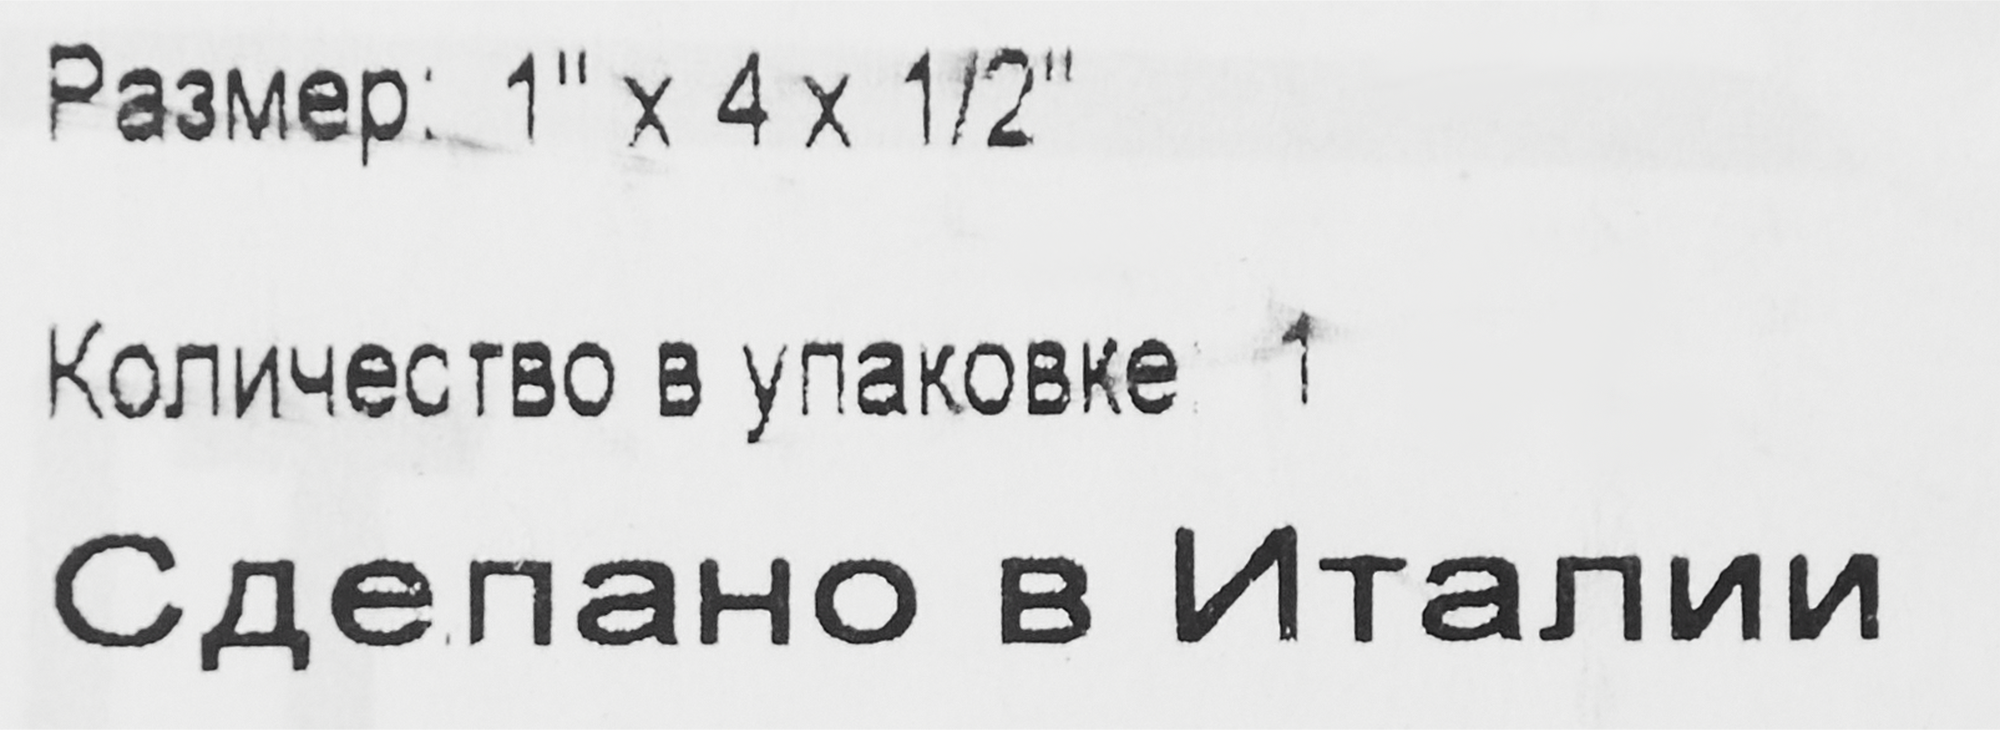 Размер: 1" x 4 x 1/2"
Количество в упаковке: 1
Сделано в Италии